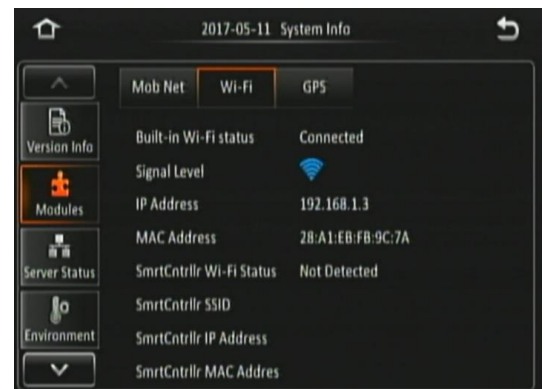 2017-05-11 System Info
Mob Net Wi-Fi GPS
Version Info
Modules
Server Status
Environment
Built-in Wi-Fi status Connected
Signal Level
IP Address 192.168.1.3
MAC Address 28:A1:EB:FB:9C:7A
SmrtCntrllr Wi-Fi Status Not Detected
SmrtCntrllr SSID
SmrtCntrllr IP Address
SmrtCntrllr MAC Addres